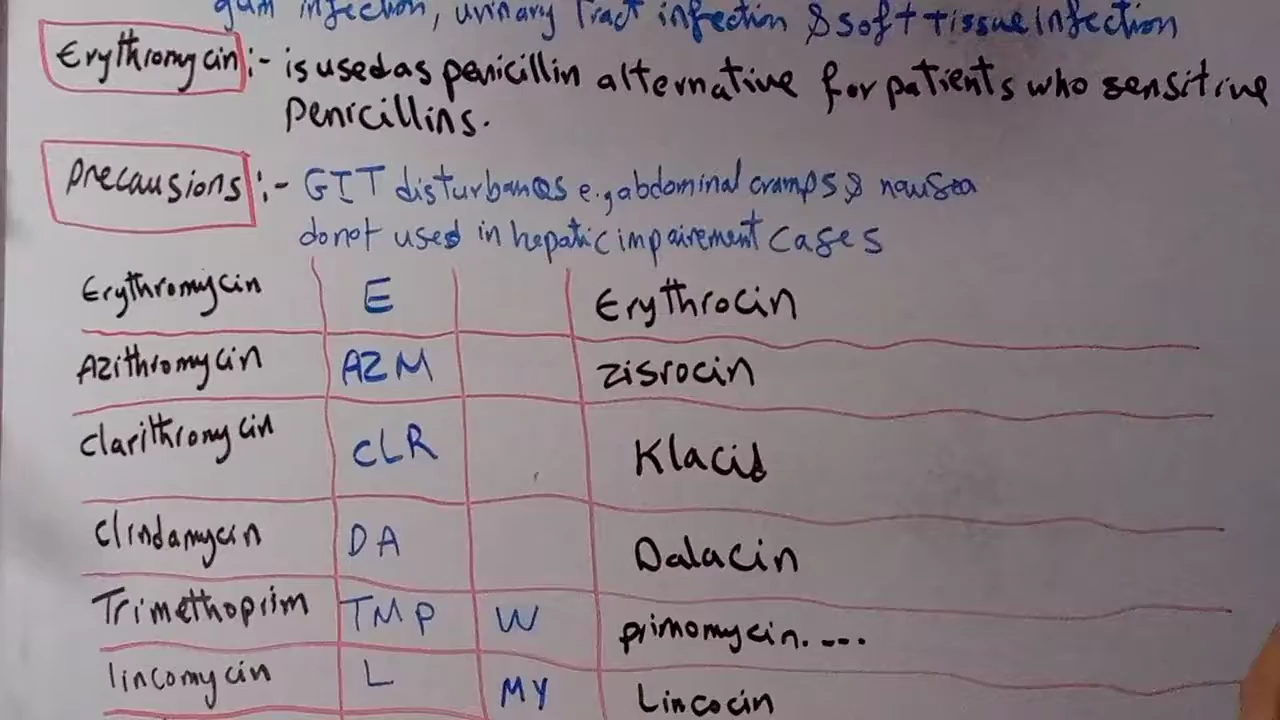 gum infection, urinary Tract infection & soft tissue infection
Erythromycin:- is used as penicillin alternative for patients who sensitive
penicillins.
Precausions:- GIT disturbances e.g abdominal cramps & nausea
do not used in hepatic impairement cases
Erythromycin E Erythrocin
Azithromycin AZM zisrocin
Clarithromycin CLR Klacid
Clindamycin DA Dalacin
Trimethoprim TMP W primomycin....
lincomycin L MY Lincocin